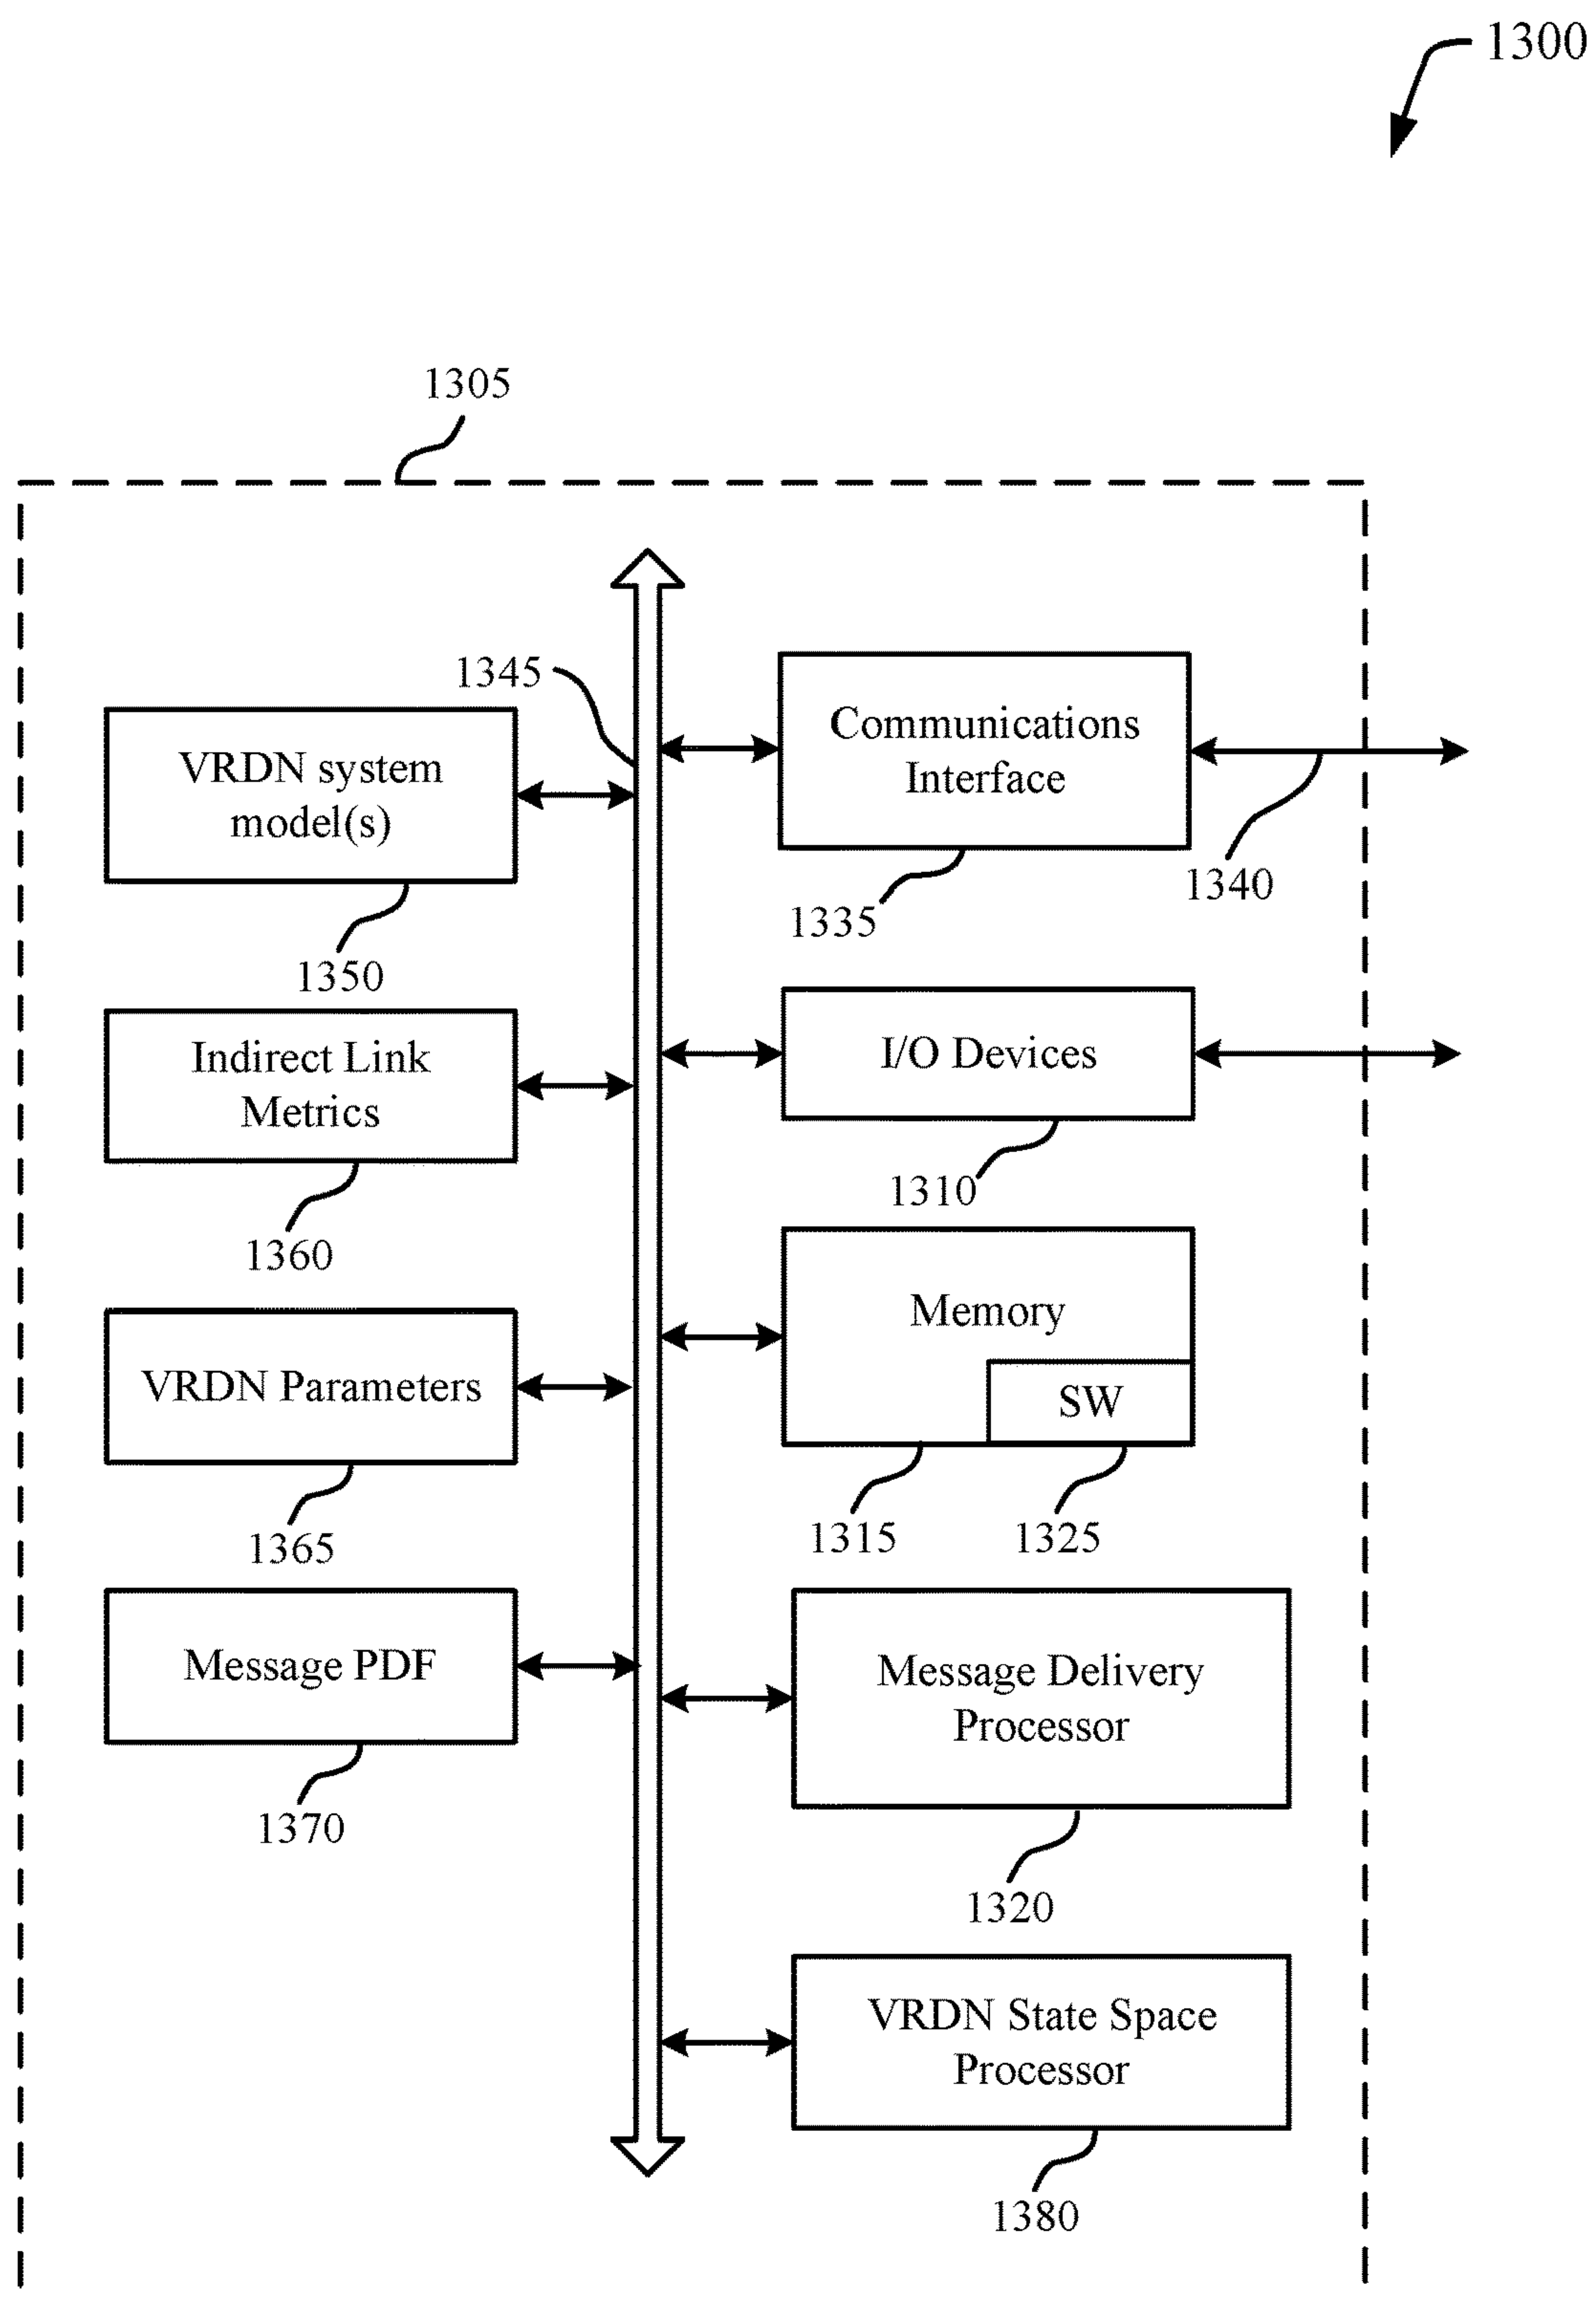 1300
1305
1345
VRDN system
model(s)
1350
Communications
Interface
1335
1340
Indirect Link
Metrics
1360
I/O Devices
1310
VRDN Parameters
1365
Memory
SW
1315
1325
Message PDF
1370
Message Delivery
Processor
1320
VRDN State Space
Processor
1380